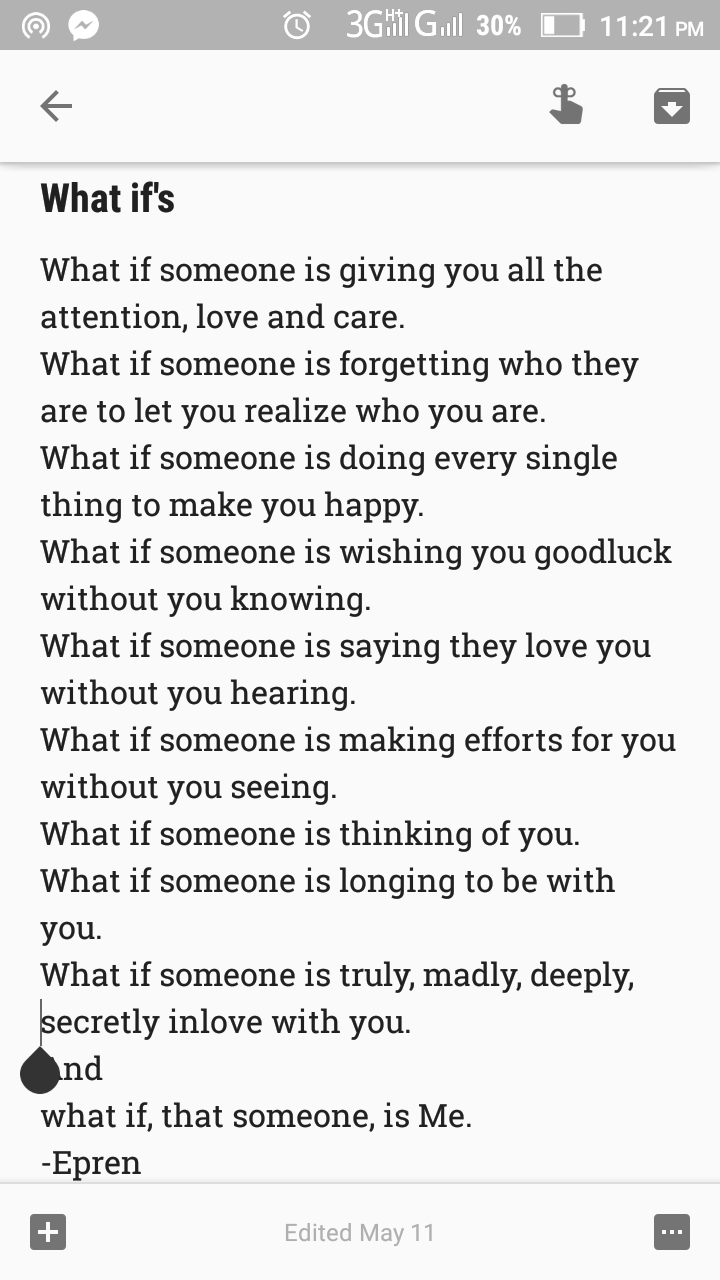 3G H+ G 30% 11:21 PM
What if's
What if someone is giving you all the
attention, love and care.
What if someone is forgetting who they
are to let you realize who you are.
What if someone is doing every single
thing to make you happy.
What if someone is wishing you goodluck
without you knowing.
What if someone is saying they love you
without you hearing.
What if someone is making efforts for you
without you seeing.
What if someone is thinking of you.
What if someone is longing to be with
you.
What if someone is truly, madly, deeply,
secretly inlove with you.
And
what if, that someone, is Me.
-Epren
Edited May 11